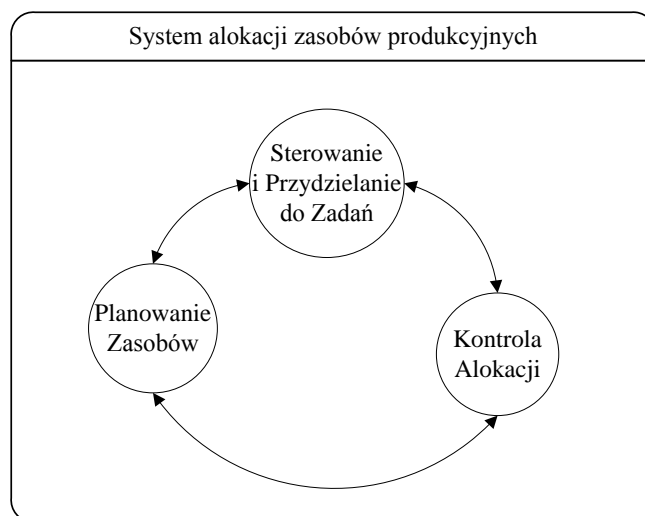 System alokacji zasobów produkcyjnych
Sterowanie
i Przydzielanie
do Zadań
Planowanie
Zasobów
Kontrola
Alokacji